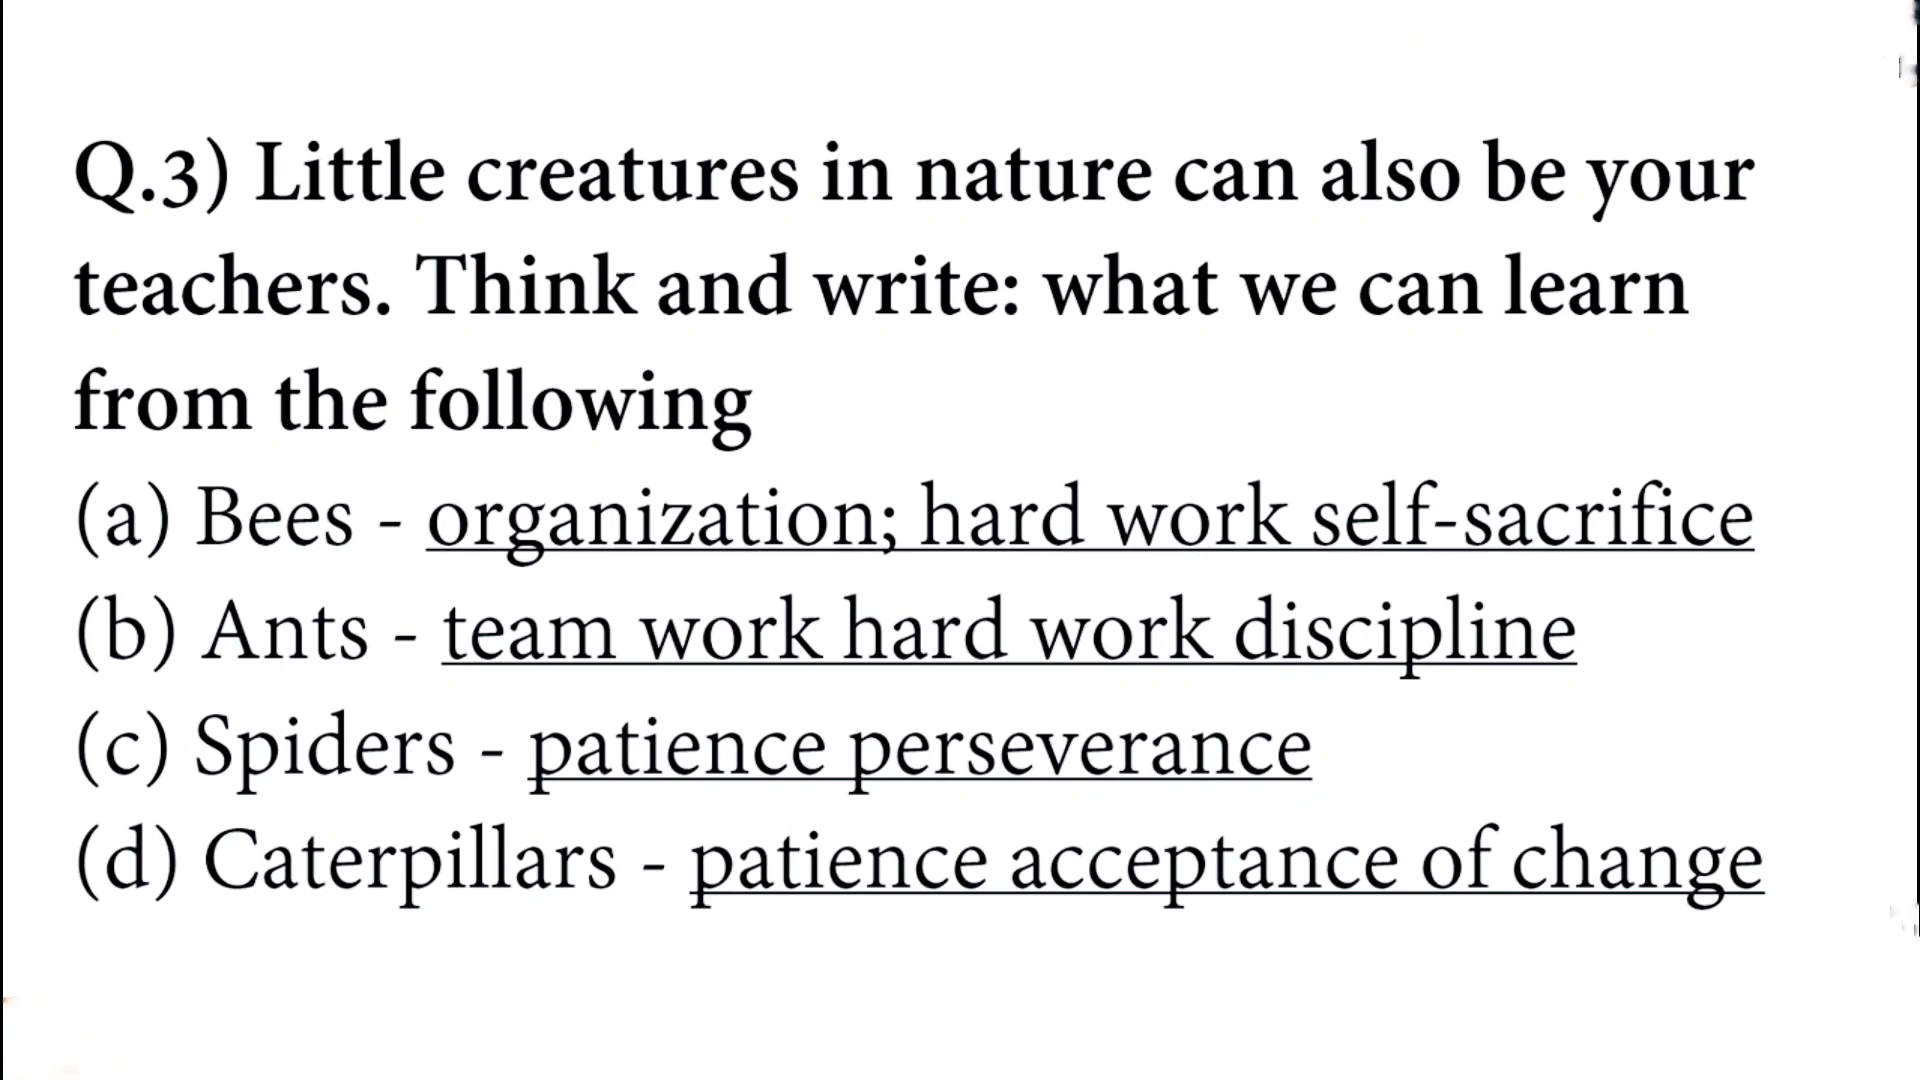 Q.3) Little creatures in nature can also be your
teachers. Think and write: what we can learn
from the following
(a) Bees - organization; hard work self-sacrifice
(b) Ants - team work hard work discipline
(c) Spiders - patience perseverance
(d) Caterpillars - patience acceptance of change